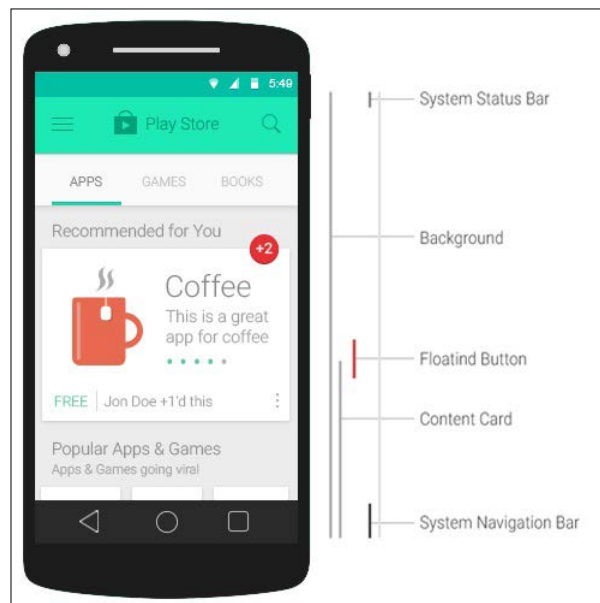 5:49
Play Store
APPS GAMES BOOKS
Recommended for You
+2
Coffee
This is a great
app for coffee
FREE Jon Doe +1'd this
Popular Apps & Games
Apps & Games going viral
System Status Bar
Background
Floatind Button
Content Card
System Navigation Bar